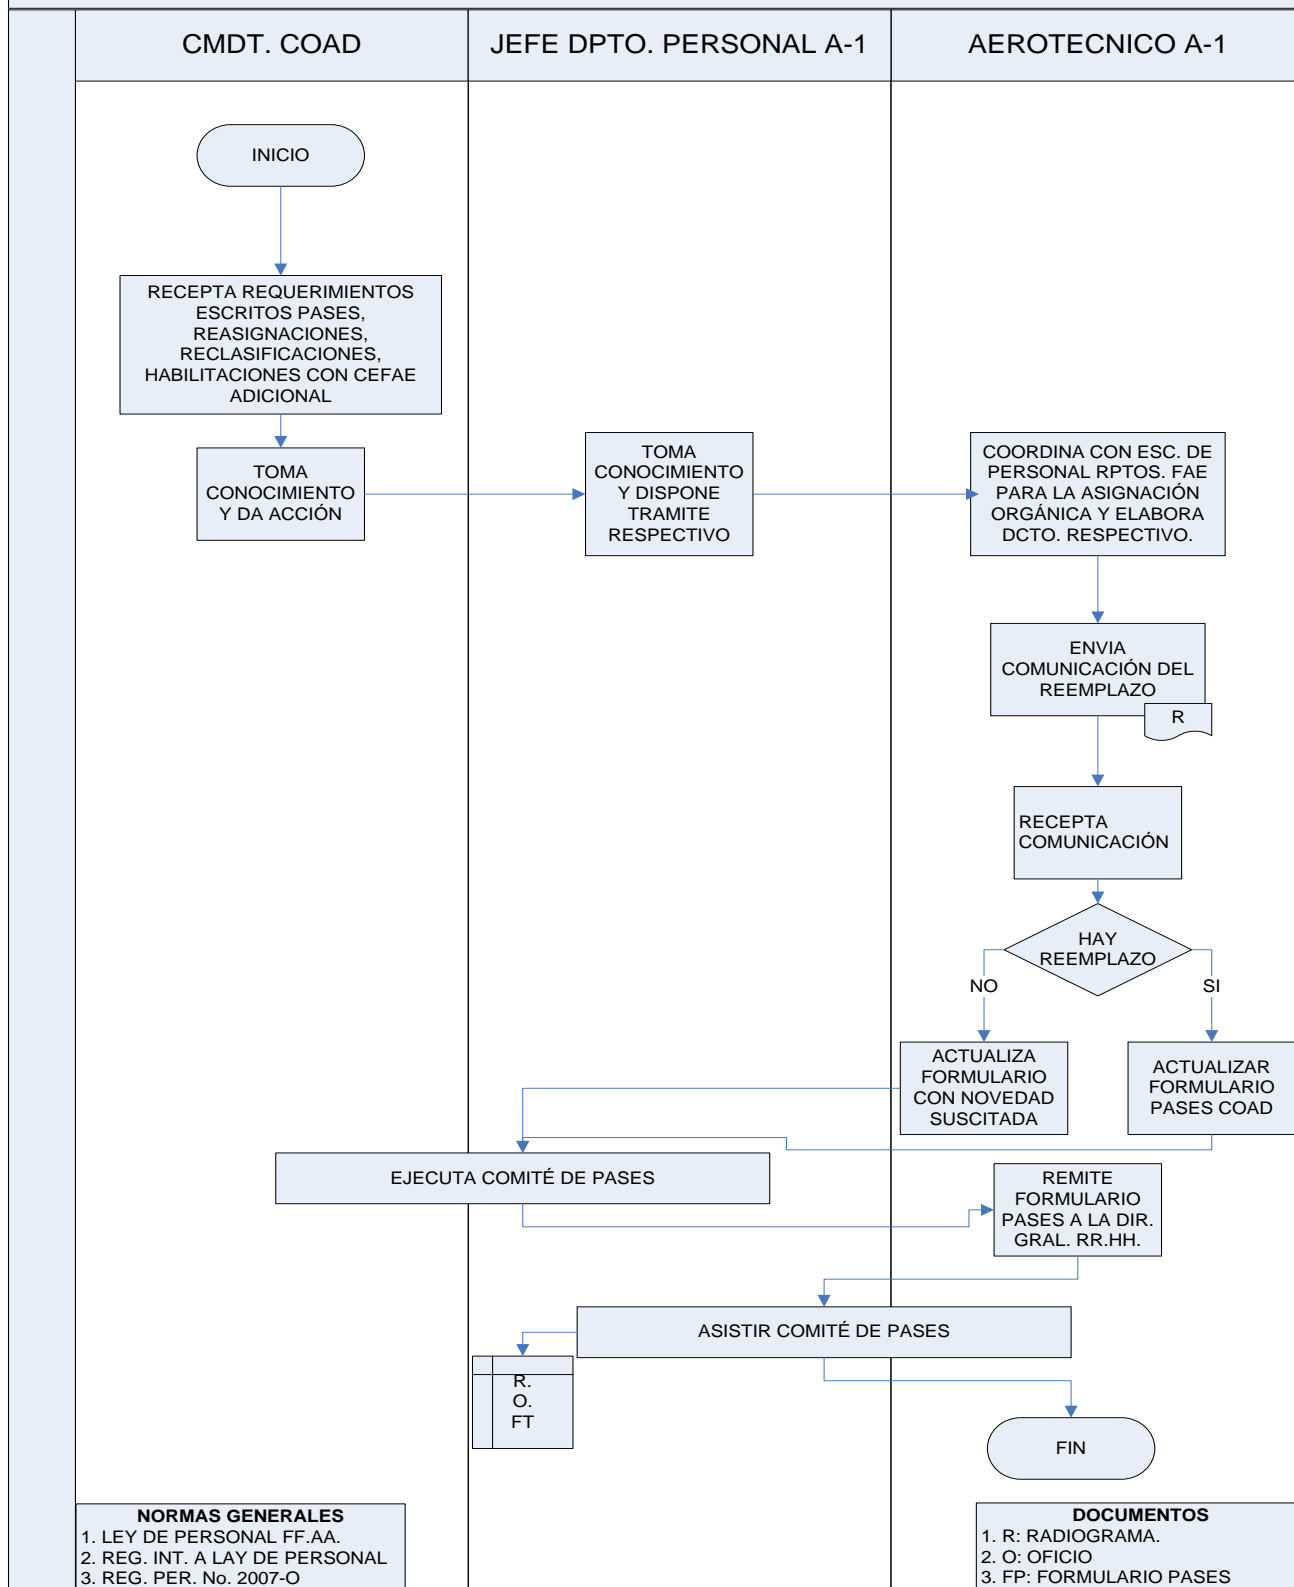 CMDT. COAD
JEFE DPTO. PERSONAL A-1
AEROTECNICO A-1
INICIO
RECEPTA REQUERIMIENTOS
ESCRITOS PASES,
REASIGNACIONES,
RECLASIFICACIONES,
HABILITACIONES CON CEFAE
ADICIONAL
TOMA
CONOCIMIENTO
Y DA ACCIÓN
TOMA
CONOCIMIENTO
Y DISPONE
TRAMITE
RESPECTIVO
COORDINA CON ESC. DE
PERSONAL RPTOS. FAE
PARA LA ASIGNACIÓN
ORGÁNICA Y ELABORA
DCTO. RESPECTIVO.
ENVIA
COMUNICACIÓN DEL
REEMPLAZO
R
RECEPTA
COMUNICACIÓN
HAY
REEMPLAZO
NO
SI
ACTUALIZA
FORMULARIO
CON NOVEDAD
SUSCITADA
ACTUALIZAR
FORMULARIO
PASES COAD
EJECUTA COMITÉ DE PASES
REMITE
FORMULARIO
PASES A LA DIR.
GRAL. RR.HH.
ASISTIR COMITÉ DE PASES
R.
O.
FT
FIN
NORMAS GENERALES
1. LEY DE PERSONAL FF.AA.
2. REG. INT. A LAY DE PERSONAL
3. REG. PER. No. 2007-O
DOCUMENTOS
1. R: RADIOGRAMA.
2. O: OFICIO
3. FP: FORMULARIO PASES